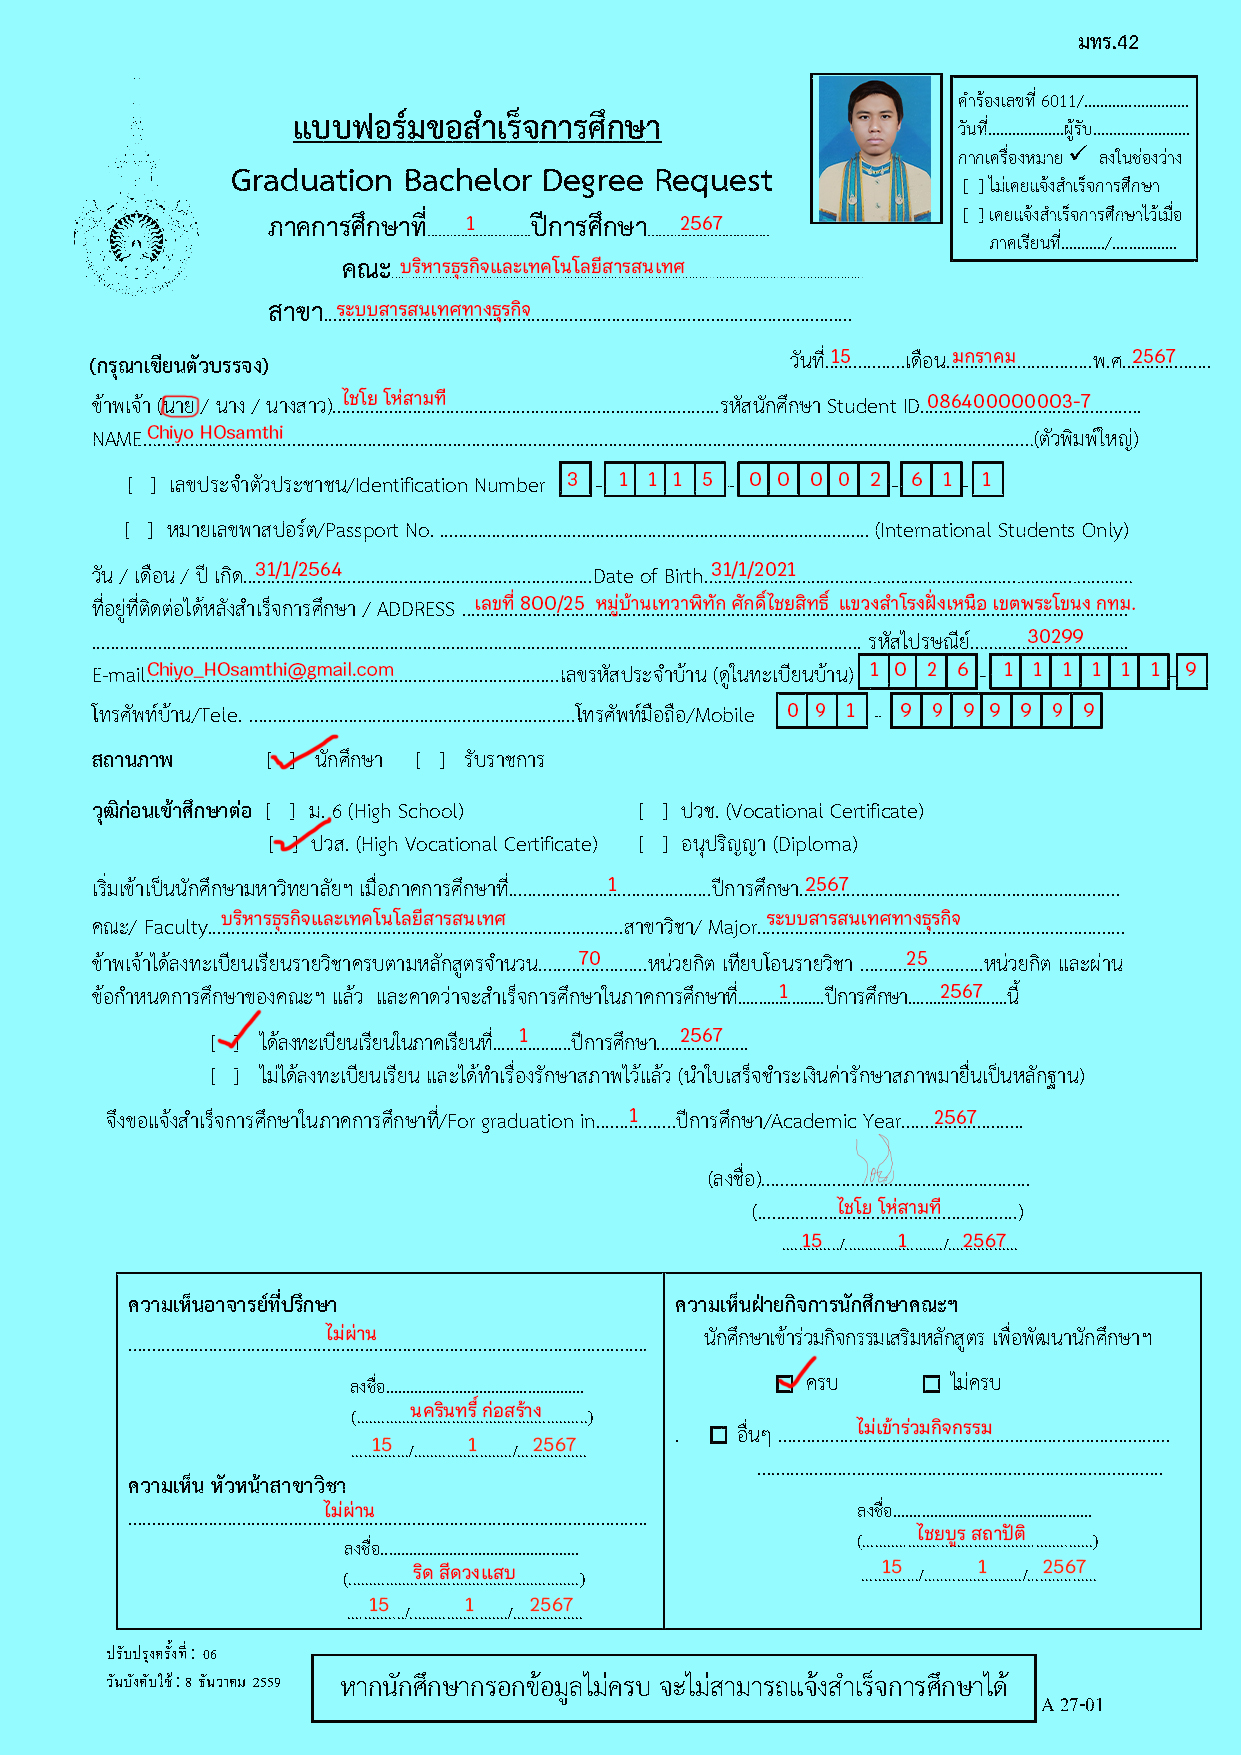 มทร.42
แบบฟอร์มขอสำเร็จการศึกษา
Graduation Bachelor Degree Request
ภาคการศึกษาที่ 1 ปีการศึกษา 2567
คณะ บริหารธุรกิจและเทคโนโลยีสารสนเทศ
สาขา ระบบสารสนเทศทางธุรกิจ
คำร้องเลขที่ 6011/..........................
วันที่...................ผู้รับ........................
กากเครื่องหมาย ✓ ลงในช่องว่าง
[ ] ไม่เคยแจ้งสำเร็จการศึกษา
[ ] เคยแจ้งสำเร็จการศึกษาไว้เมื่อ
ภาคเรียนที่.........../................
(กรุณาเขียนตัวบรรจง) วันที่ 15 เดือน มกราคม พ.ศ. 2567
ข้าพเจ้า (นาย / นาง / นางสาว) ไชโย โห่สามที รหัสนักศึกษา Student ID. 086400000003-7
NAME Chiyo HOsamthi (ตัวพิมพ์ใหญ่)
[ ] เลขประจำตัวประชาชน/Identification Number 3 - 1 1 1 5 - 0 0 0 0 2 - 6 1 - 1
[ ] หมายเลขพาสปอร์ต/Passport No. .......................... (International Students Only)
วัน / เดือน / ปี เกิด 31/1/2564 Date of Birth 31/1/2021
ที่อยู่ที่ติดต่อได้หลังสำเร็จการศึกษา / ADDRESS เลขที่ 800/25 หมู่บ้านเทวาพิทัก ศักดิ์ไชยสิทธิ์ แขวงสำโรงฝั่งเหนือ เขตพระโขนง กทม.
รหัสไปรษณีย์ 30299
E-mail Chiyo_HOsamthi@gmail.com เลขรหัสประจำบ้าน (ดูในทะเบียนบ้าน) 1 0 2 6 - 1 1 1 1 1 1 - 9
โทรศัพท์บ้าน/Tele. ..........................โทรศัพท์มือถือ/Mobile 0 9 1 - 9 9 9 9 9 9 9
สถานภาพ [✓] นักศึกษา [ ] รับราชการ
วุฒิก่อนเข้าศึกษาต่อ [ ] ม. 6 (High School) [ ] ปวช. (Vocational Certificate)
[✓] ปวส. (High Vocational Certificate) [ ] อนุปริญญา (Diploma)
เริ่มเข้าเป็นนักศึกษามหาวิทยาลัยฯ เมื่อภาคการศึกษาที่ 1 ปีการศึกษา 2567
คณะ/ Faculty บริหารธุรกิจและเทคโนโลยีสารสนเทศ สาขาวิชา/ Major ระบบสารสนเทศทางธุรกิจ
ข้าพเจ้าได้ลงทะเบียนเรียนรายวิชาครบตามหลักสูตรจำนวน 70 หน่วยกิต เทียบโอนรายวิชา 25 หน่วยกิต และผ่าน
ข้อกำหนดการศึกษาของคณะฯ แล้ว และคาดว่าจะสำเร็จการศึกษาในภาคการศึกษาที่ 1 ปีการศึกษา 2567 นี้
[✓] ได้ลงทะเบียนเรียนในภาคเรียนที่ 1 ปีการศึกษา 2567
[ ] ไม่ได้ลงทะเบียนเรียน และได้ทำเรื่องรักษาสภาพไว้แล้ว (นำใบเสร็จชำระเงินค่ารักษาสภาพมายื่นเป็นหลักฐาน)
จึงขอแจ้งสำเร็จการศึกษาในภาคการศึกษาที่/For graduation in 1 ปีการศึกษา/Academic Year 2567
(ลงชื่อ)..........................
(ไชโย โห่สามที)
15 / 1 / 2567
ความเห็นอาจารย์ที่ปรึกษา
ไม่ผ่าน
ลงชื่อ..........................
(นครินทรี์ ก่อสร้าง)
15 / 1 / 2567
ความเห็น หัวหน้าสาขาวิชา
ไม่ผ่าน
ลงชื่อ..........................
(ริด สีดวงแสบ)
15 / 1 / 2567
ความเห็นฝ่ายกิจการนักศึกษาคณะฯ
นักศึกษาเข้าร่วมกิจกรรมเสริมหลักสูตร เพื่อพัฒนานักศึกษาฯ
☑ ครบ ☐ ไม่ครบ
. ☐ อื่นๆ ไม่เข้าร่วมกิจกรรม
ลงชื่อ..........................
(ไชยบูร สถาปัติ)
15 / 1 / 2567
ปรับปรุงครั้งที่ : 06
วันบังคับใช้ : 8 ธันวาคม 2559
หากนักศึกษากรอกข้อมูลไม่ครบ จะไม่สามารถแจ้งสำเร็จการศึกษาได้
A 27-01